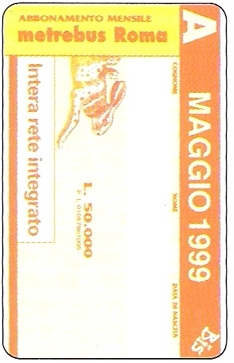 ABBONAMENTO MENSILE
metrebus Roma
A
MAGGIO 1999
COGNOME
NOME
DATA DI NASCITA
Intera rete integrato
L. 50.000